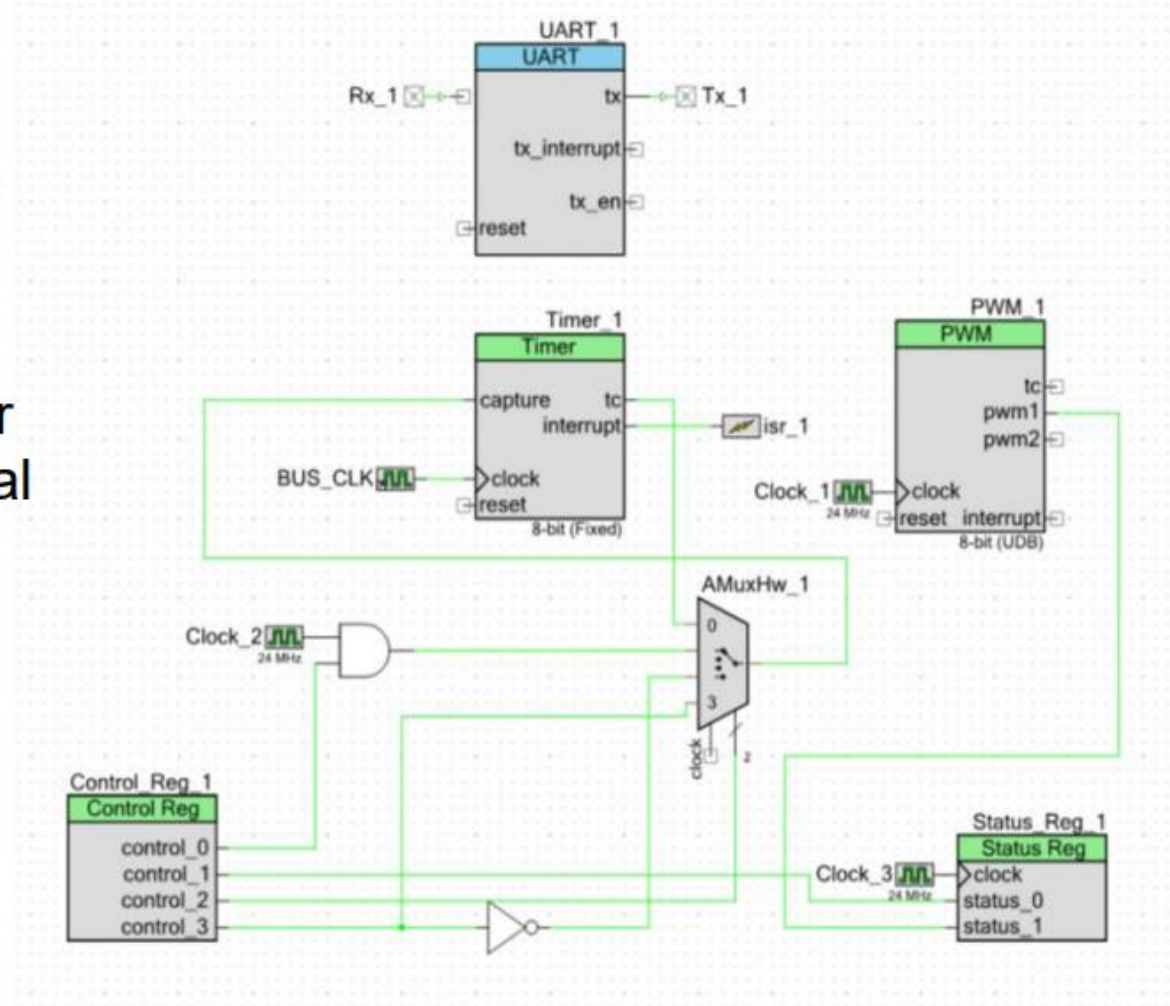 UART_1
UART
Rx_1
tx
Tx_1
tx_interrupt
tx_en
reset
r
al
Timer_1
Timer
capture
tc
interrupt
isr_1
BUS_CLK
clock
reset
8-bit (Fixed)
PWM_1
PWM
tc
pwm1
pwm2
Clock_1
24 MHz
clock
reset interrupt
8-bit (UDB)
AMuxHw_1
0
3
clock
2
Clock_2
24 MHz
Control_Reg_1
Control Reg
control_0
control_1
control_2
control_3
Status_Reg_1
Status Reg
Clock_3
24 MHz
clock
status_0
status_1